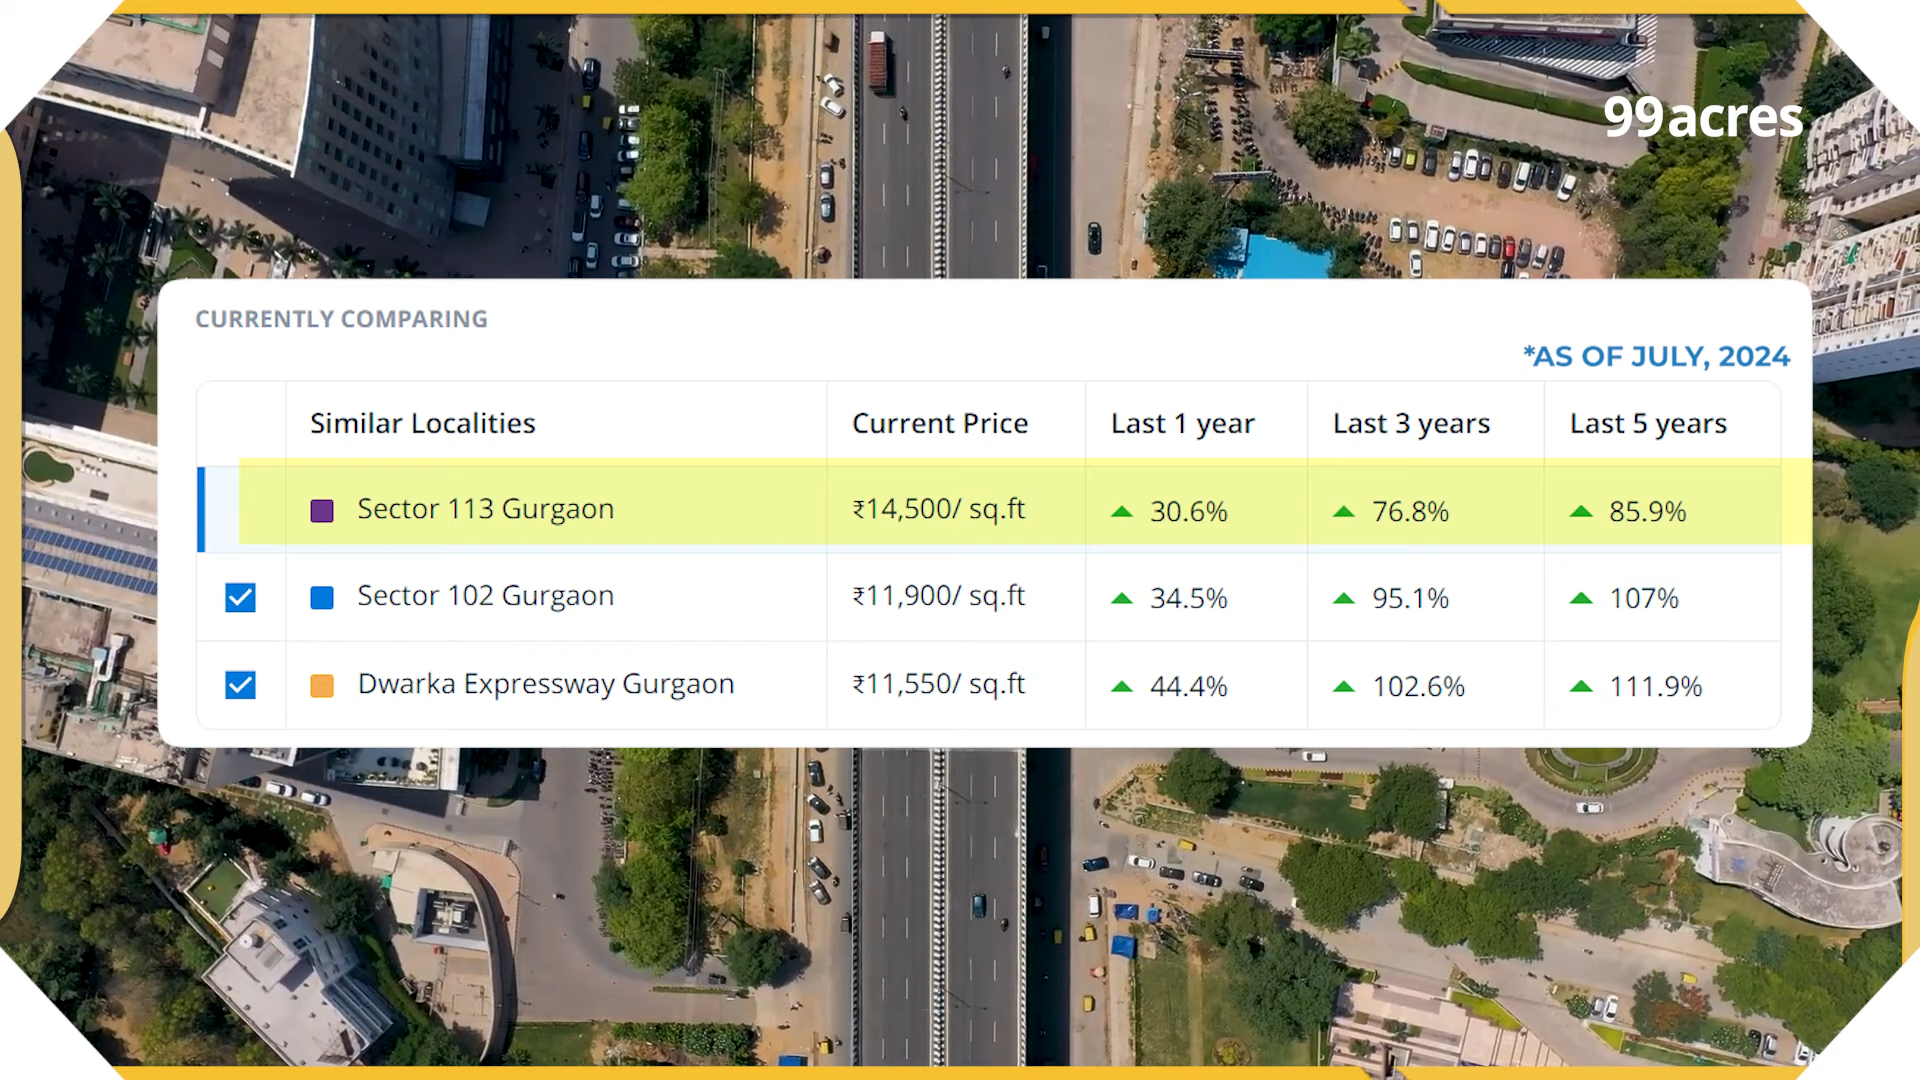 99acres
CURRENTLY COMPARING
*AS OF JULY, 2024
Similar Localities Current Price Last 1 year Last 3 years Last 5 years
Sector 113 Gurgaon ₹14,500/ sq.ft 30.6% 76.8% 85.9%
Sector 102 Gurgaon ₹11,900/ sq.ft 34.5% 95.1% 107%
Dwarka Expressway Gurgaon ₹11,550/ sq.ft 44.4% 102.6% 111.9%